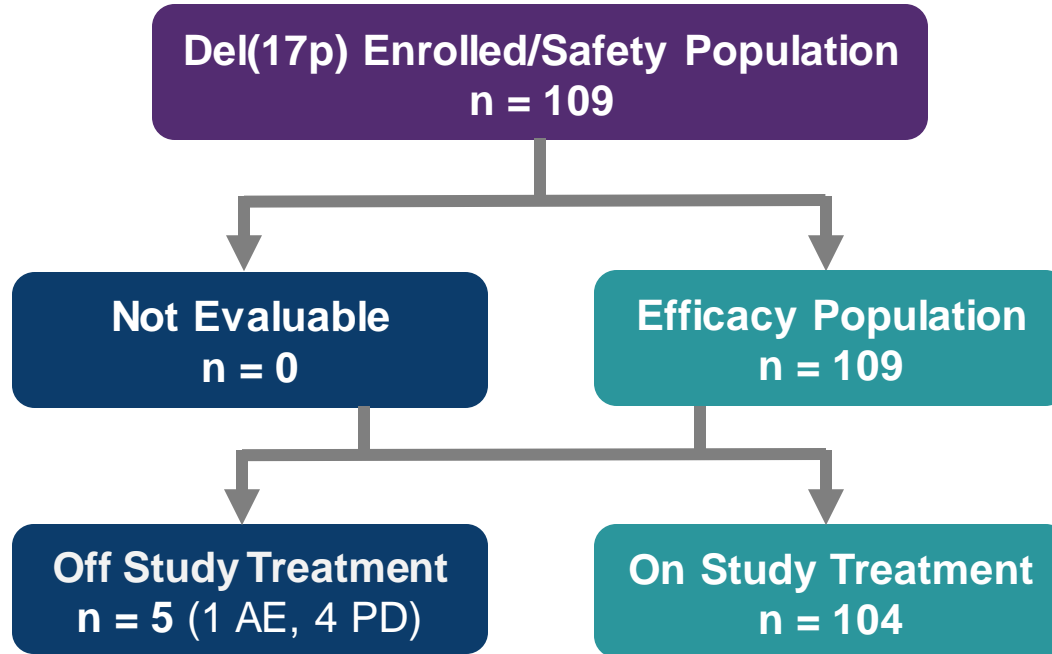 Del(17p) Enrolled/Safety Population
n = 109
Not Evaluable
n = 0
Efficacy Population
n = 109
Off Study Treatment
n = 5 (1 AE, 4 PD)
On Study Treatment
n = 104